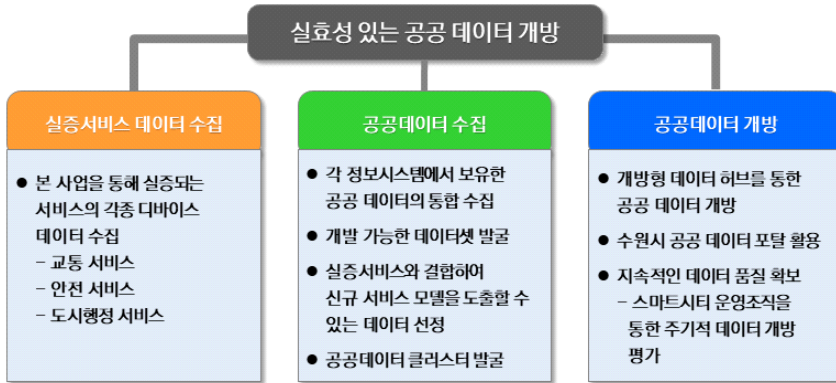 실효성 있는 공공 데이터 개방
실증서비스 데이터 수집
● 본 사업을 통해 실증되는
서비스의 각종 디바이스
데이터 수집
– 교통 서비스
– 안전 서비스
– 도시행정 서비스
공공데이터 수집
● 각 정보시스템에서 보유한
공공 데이터의 통합 수집
● 개발 가능한 데이터셋 발굴
● 실증서비스와 결합하여
신규 서비스 모델을 도출할 수
있는 데이터 선정
● 공공데이터 클러스터 발굴
공공데이터 개방
● 개방형 데이터 허브를 통한
공공 데이터 개방
● 수원시 공공 데이터 포탈 활용
● 지속적인 데이터 품질 확보
– 스마트시티 운영조직을
통한 주기적 데이터 개방
평가